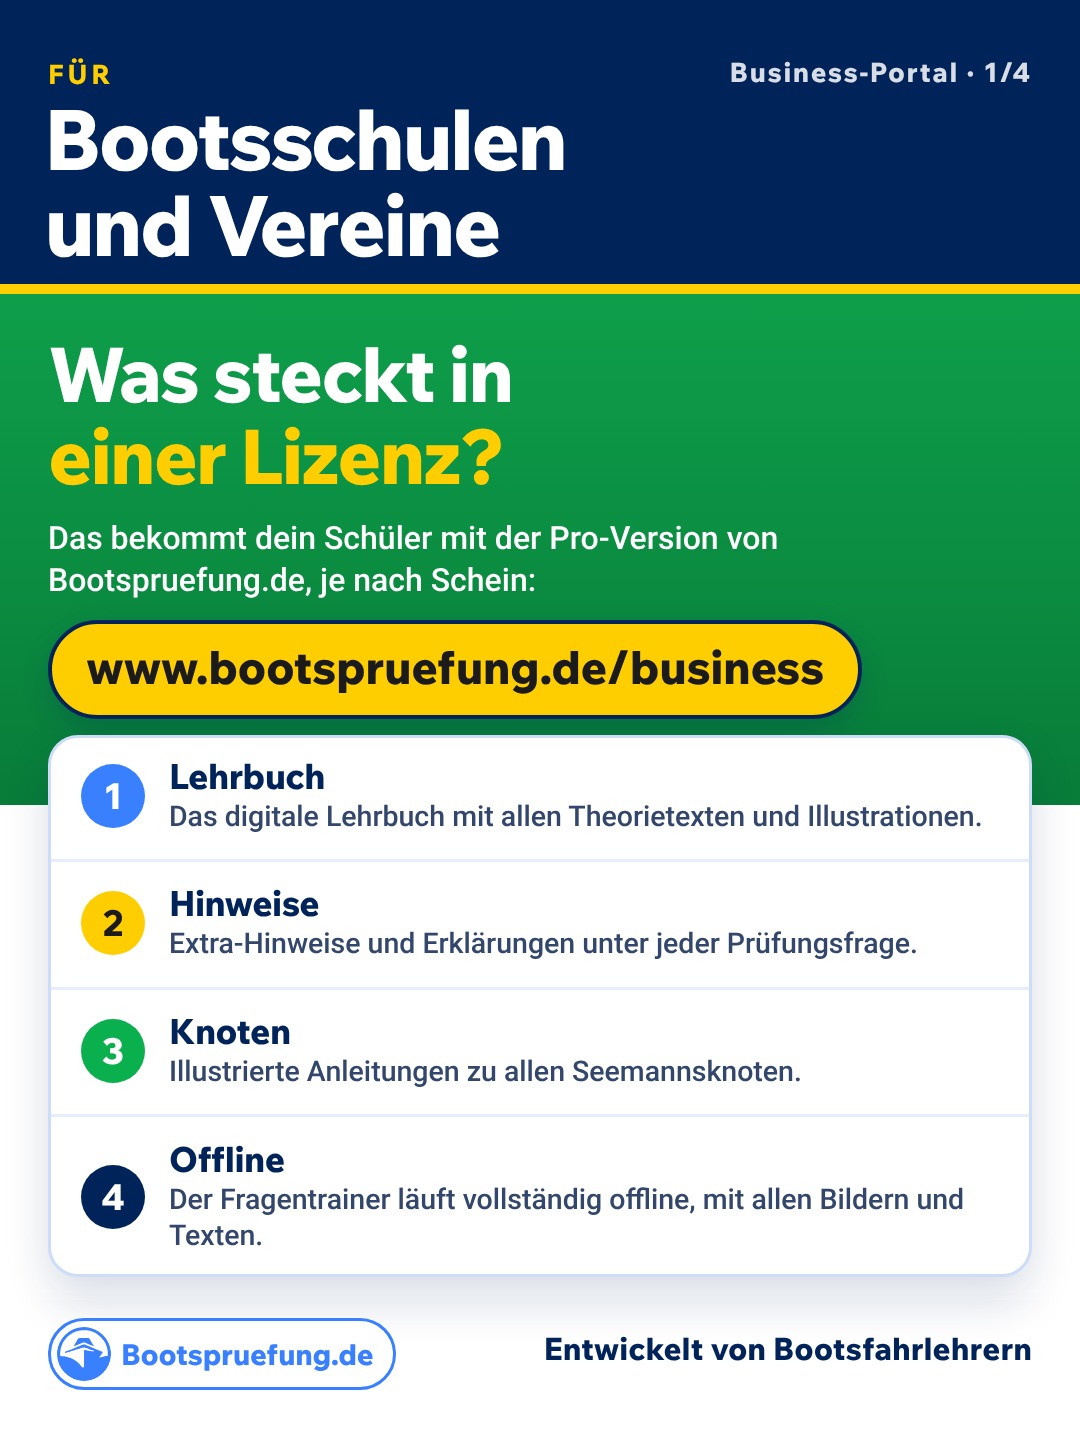 FÜR
Business-Portal · 1/4
Bootsschulen
und Vereine
Was steckt in
einer Lizenz?
Das bekommt dein Schüler mit der Pro-Version von
Bootspruefung.de, je nach Schein:
www.bootspruefung.de/business
1
Lehrbuch
Das digitale Lehrbuch mit allen Theorietexten und Illustrationen.
2
Hinweise
Extra-Hinweise und Erklärungen unter jeder Prüfungsfrage.
3
Knoten
Illustrierte Anleitungen zu allen Seemannsknoten.
4
Offline
Der Fragentrainer läuft vollständig offline, mit allen Bildern und
Texten.
Bootspruefung.de
Entwickelt von Bootsfahrlehrern